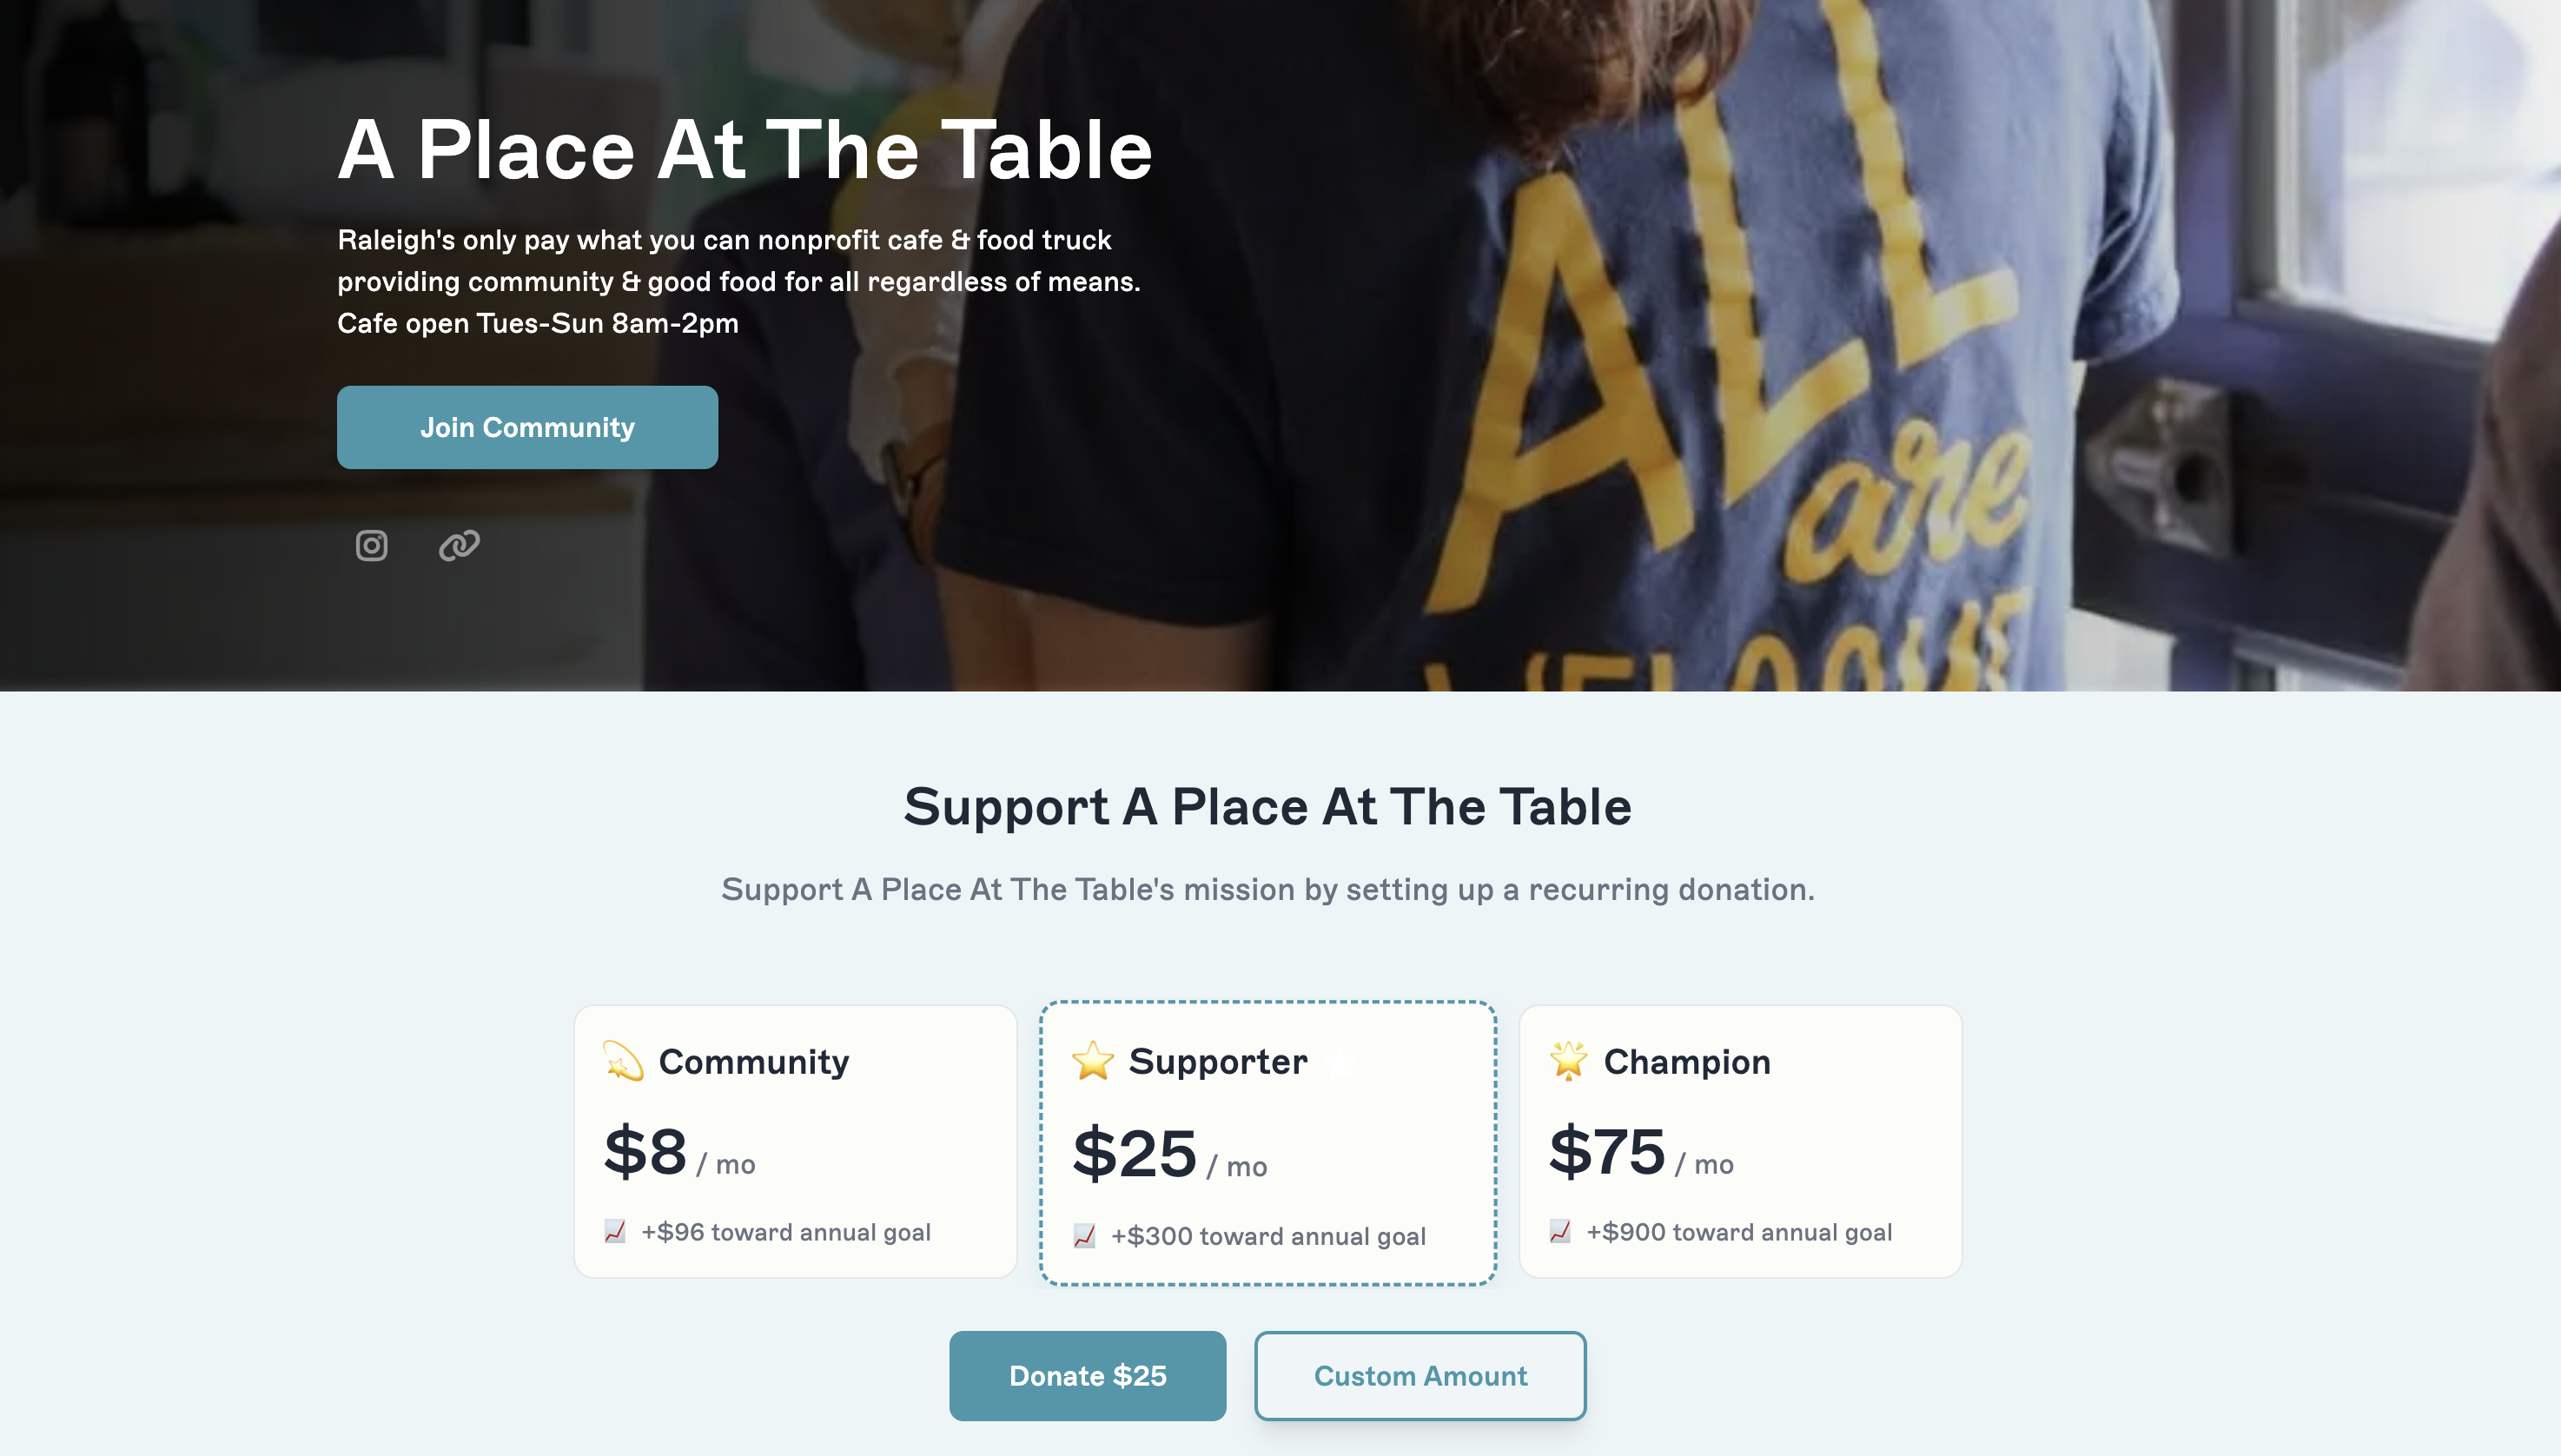 A Place At The Table
Raleigh's only pay what you can nonprofit cafe & food truck
providing community & good food for all regardless of means.
Cafe open Tues-Sun 8am-2pm
Join Community
ALL
are
WELCOME
Support A Place At The Table
Support A Place At The Table's mission by setting up a recurring donation.
Community
$8 / mo
+$96 toward annual goal
Supporter
$25 / mo
+$300 toward annual goal
Champion
$75 / mo
+$900 toward annual goal
Donate $25
Custom Amount